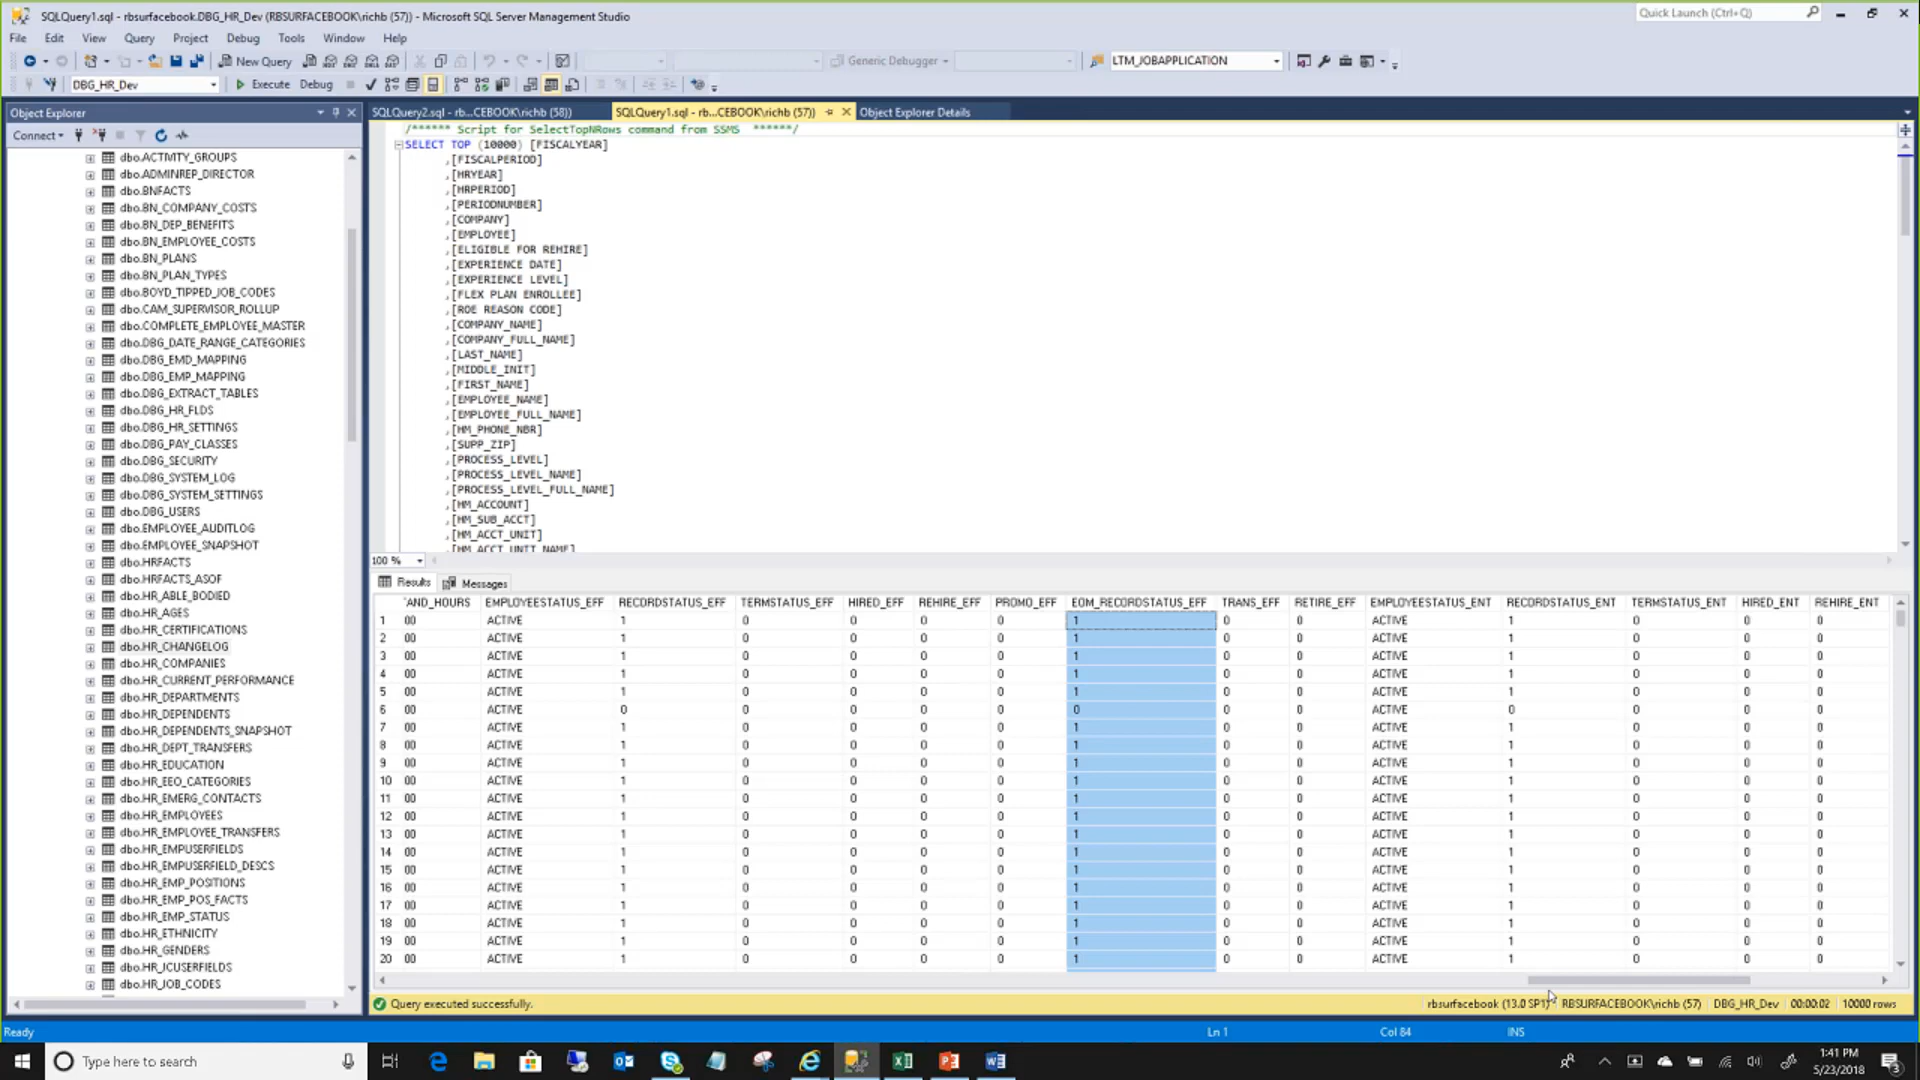 SQLQuery1.sql - rbsurfacebook.DBG_HR_Dev (RBSURFACEBOOK\richb (57)) - Microsoft SQL Server Management Studio
Quick Launch (Ctrl+Q)
File Edit View Query Project Debug Tools Window Help
New Query
Generic Debugger
LTM_JOBAPPLICATION
DBG_HR_Dev
Execute Debug
Object Explorer
SQLQuery2.sql - rb...CEBOOK\richb (58))
SQLQuery1.sql - rb...CEBOOK\richb (57))
Object Explorer Details
Connect
dbo.ACTIVITY_GROUPS
dbo.ADMINREP_DIRECTOR
dbo.BNFACTS
dbo.BN_COMPANY_COSTS
dbo.BN_DEP_BENEFITS
dbo.BN_EMPLOYEE_COSTS
dbo.BN_PLANS
dbo.BN_PLAN_TYPES
dbo.BOYD_TIPPED_JOB_CODES
dbo.CAM_SUPERVISOR_ROLLUP
dbo.COMPLETE_EMPLOYEE_MASTER
dbo.DBG_DATE_RANGE_CATEGORIES
dbo.DBG_EMD_MAPPING
dbo.DBG_EMP_MAPPING
dbo.DBG_EXTRACT_TABLES
dbo.DBG_HR_FLDS
dbo.DBG_HR_SETTINGS
dbo.DBG_PAY_CLASSES
dbo.DBG_SECURITY
dbo.DBG_SYSTEM_LOG
dbo.DBG_SYSTEM_SETTINGS
dbo.DBG_USERS
dbo.EMPLOYEE_AUDITLOG
dbo.EMPLOYEE_SNAPSHOT
dbo.HRFACTS
dbo.HRFACTS_ASOF
dbo.HR_ABLE_BODIED
dbo.HR_AGES
dbo.HR_CERTIFICATIONS
dbo.HR_CHANGELOG
dbo.HR_COMPANIES
dbo.HR_CURRENT_PERFORMANCE
dbo.HR_DEPARTMENTS
dbo.HR_DEPENDENTS
dbo.HR_DEPENDENTS_SNAPSHOT
dbo.HR_DEPT_TRANSFERS
dbo.HR_EDUCATION
dbo.HR_EEO_CATEGORIES
dbo.HR_EMERG_CONTACTS
dbo.HR_EMPLOYEES
dbo.HR_EMPLOYEE_TRANSFERS
dbo.HR_EMPUSERFIELDS
dbo.HR_EMPUSERFIELD_DESCS
dbo.HR_EMP_POSITIONS
dbo.HR_EMP_POS_FACTS
dbo.HR_EMP_STATUS
dbo.HR_ETHNICITY
dbo.HR_GENDERS
dbo.HR_JCUSERFIELDS
dbo.HR_JOB_CODES
/****** Script for SelectTopNRows command from SSMS ******/
SELECT TOP (10000) [FISCALYEAR]
,[FISCALPERIOD]
,[HRYEAR]
,[HRPERIOD]
,[PERIODNUMBER]
,[COMPANY]
,[EMPLOYEE]
,[ELIGIBLE FOR REHIRE]
,[EXPERIENCE DATE]
,[EXPERIENCE LEVEL]
,[FLEX PLAN ENROLLEE]
,[ROE REASON CODE]
,[COMPANY_NAME]
,[COMPANY_FULL_NAME]
,[LAST_NAME]
,[MIDDLE_INIT]
,[FIRST_NAME]
,[EMPLOYEE_NAME]
,[EMPLOYEE_FULL_NAME]
,[HM_PHONE_NBR]
,[SUPP_ZIP]
,[PROCESS_LEVEL]
,[PROCESS_LEVEL_NAME]
,[PROCESS_LEVEL_FULL_NAME]
,[HM_ACCOUNT]
,[HM_SUB_ACCT]
,[HM_ACCT_UNIT]
,[HM_ACCT_UNIT_NAME]
100 %
Results Messages
AND_HOURS EMPLOYEESTATUS_EFF RECORDSTATUS_EFF TERMSTATUS_EFF HIRED_EFF REHIRE_EFF PROMO_EFF EOM_RECORDSTATUS_EFF TRANS_EFF RETIRE_EFF EMPLOYEESTATUS_ENT RECORDSTATUS_ENT TERMSTATUS_ENT HIRED_ENT REHIRE_ENT
1 00 ACTIVE 1 0 0 0 0 1 0 0 ACTIVE 1 0 0 0
2 00 ACTIVE 1 0 0 0 0 1 0 0 ACTIVE 1 0 0 0
3 00 ACTIVE 1 0 0 0 0 1 0 0 ACTIVE 1 0 0 0
4 00 ACTIVE 1 0 0 0 0 1 0 0 ACTIVE 1 0 0 0
5 00 ACTIVE 1 0 0 0 0 1 0 0 ACTIVE 1 0 0 0
6 00 ACTIVE 0 0 0 0 0 0 0 0 ACTIVE 0 0 0 0
7 00 ACTIVE 1 0 0 0 0 1 0 0 ACTIVE 1 0 0 0
8 00 ACTIVE 1 0 0 0 0 1 0 0 ACTIVE 1 0 0 0
9 00 ACTIVE 1 0 0 0 0 1 0 0 ACTIVE 1 0 0 0
10 00 ACTIVE 1 0 0 0 0 1 0 0 ACTIVE 1 0 0 0
11 00 ACTIVE 1 0 0 0 0 1 0 0 ACTIVE 1 0 0 0
12 00 ACTIVE 1 0 0 0 0 1 0 0 ACTIVE 1 0 0 0
13 00 ACTIVE 1 0 0 0 0 1 0 0 ACTIVE 1 0 0 0
14 00 ACTIVE 1 0 0 0 0 1 0 0 ACTIVE 1 0 0 0
15 00 ACTIVE 1 0 0 0 0 1 0 0 ACTIVE 1 0 0 0
16 00 ACTIVE 1 0 0 0 0 1 0 0 ACTIVE 1 0 0 0
17 00 ACTIVE 1 0 0 0 0 1 0 0 ACTIVE 1 0 0 0
18 00 ACTIVE 1 0 0 0 0 1 0 0 ACTIVE 1 0 0 0
19 00 ACTIVE 1 0 0 0 0 1 0 0 ACTIVE 1 0 0 0
20 00 ACTIVE 1 0 0 0 0 1 0 0 ACTIVE 1 0 0 0
Query executed successfully.
rbsurfacebook (13.0 SP1) RBSURFACEBOOK\richb (57) DBG_HR_Dev 00:00:02 10000 rows
Ready
Ln 1 Col 84 INS
Type here to search
1:41 PM
5/23/2018
3